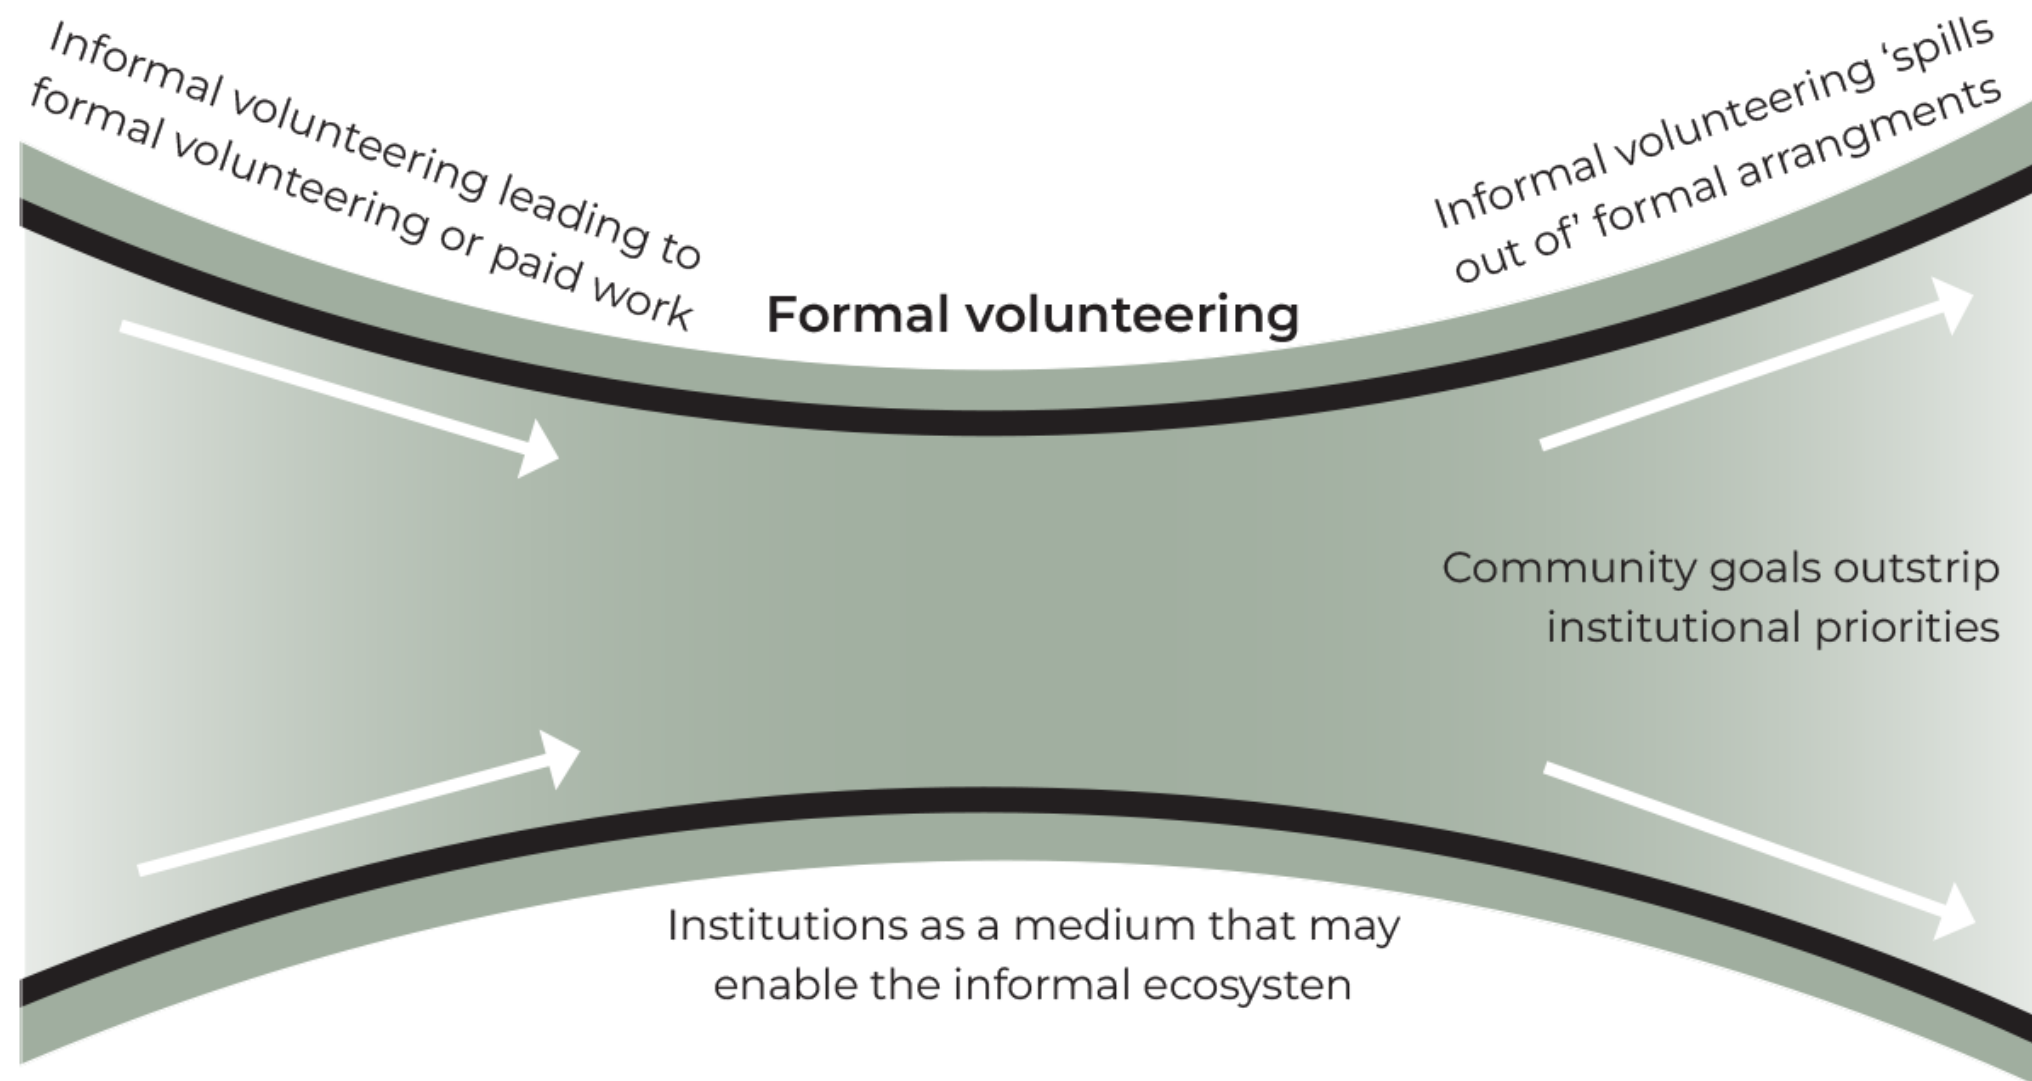 Informal volunteering leading to
formal volunteering or paid work
Formal volunteering
Informal volunteering ‘spills
out of’ formal arrangments
Community goals outstrip
institutional priorities
Institutions as a medium that may
enable the informal ecosysten